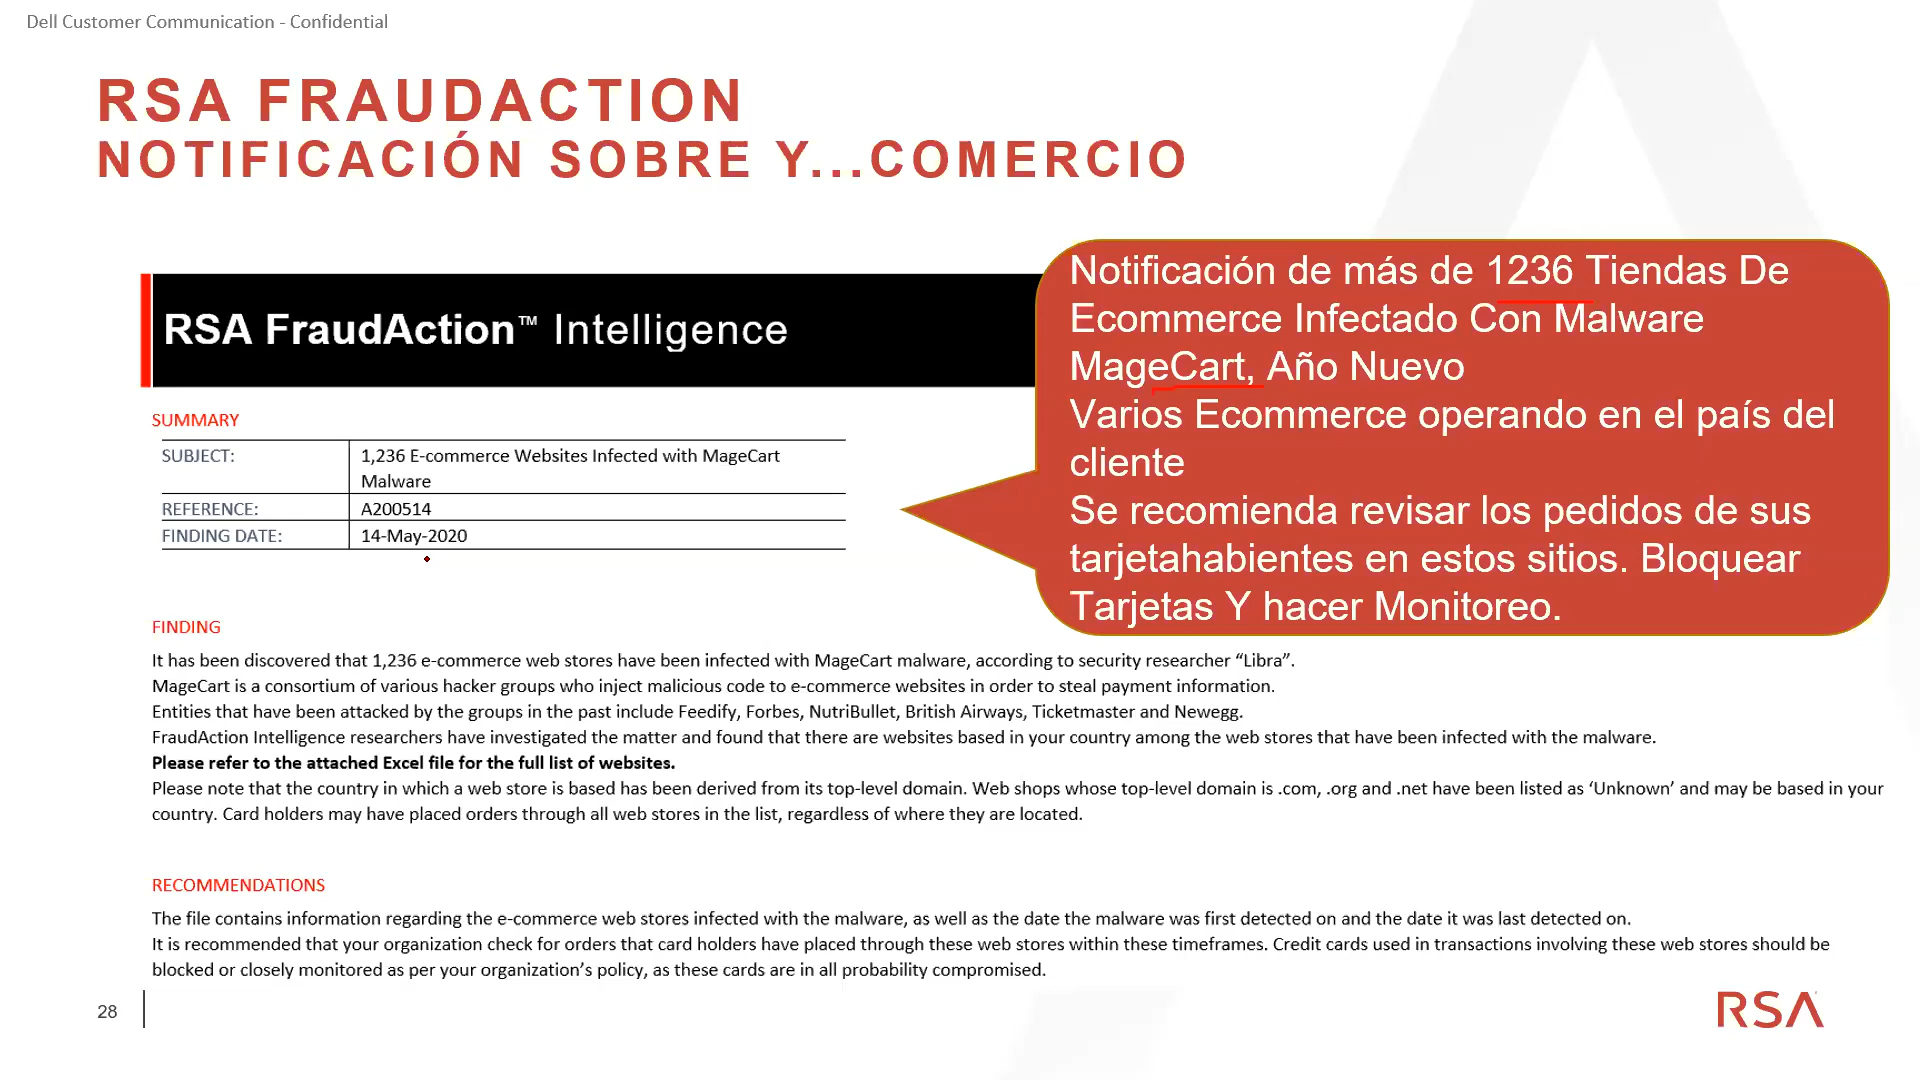 Dell Customer Communication - Confidential
RSA FRAUDACTION
NOTIFICACIÓN SOBRE Y...COMERCIO
RSA FraudAction™ Intelligence
Notificación de más de 1236 Tiendas De
Ecommerce Infectado Con Malware
MageCart, Año Nuevo
Varios Ecommerce operando en el país del
cliente
Se recomienda revisar los pedidos de sus
tarjetahabientes en estos sitios. Bloquear
Tarjetas Y hacer Monitoreo.
SUMMARY
SUBJECT: 1,236 E-commerce Websites Infected with MageCart
Malware
REFERENCE: A200514
FINDING DATE: 14-May-2020
FINDING
It has been discovered that 1,236 e-commerce web stores have been infected with MageCart malware, according to security researcher “Libra”.
MageCart is a consortium of various hacker groups who inject malicious code to e-commerce websites in order to steal payment information.
Entities that have been attacked by the groups in the past include Feedify, Forbes, NutriBullet, British Airways, Ticketmaster and Newegg.
FraudAction Intelligence researchers have investigated the matter and found that there are websites based in your country among the web stores that have been infected with the malware.
Please refer to the attached Excel file for the full list of websites.
Please note that the country in which a web store is based has been derived from its top-level domain. Web shops whose top-level domain is .com, .org and .net have been listed as ‘Unknown’ and may be based in your
country. Card holders may have placed orders through all web stores in the list, regardless of where they are located.
RECOMMENDATIONS
The file contains information regarding the e-commerce web stores infected with the malware, as well as the date the malware was first detected on and the date it was last detected on.
It is recommended that your organization check for orders that card holders have placed through these web stores within these timeframes. Credit cards used in transactions involving these web stores should be
blocked or closely monitored as per your organization’s policy, as these cards are in all probability compromised.
28
RSA